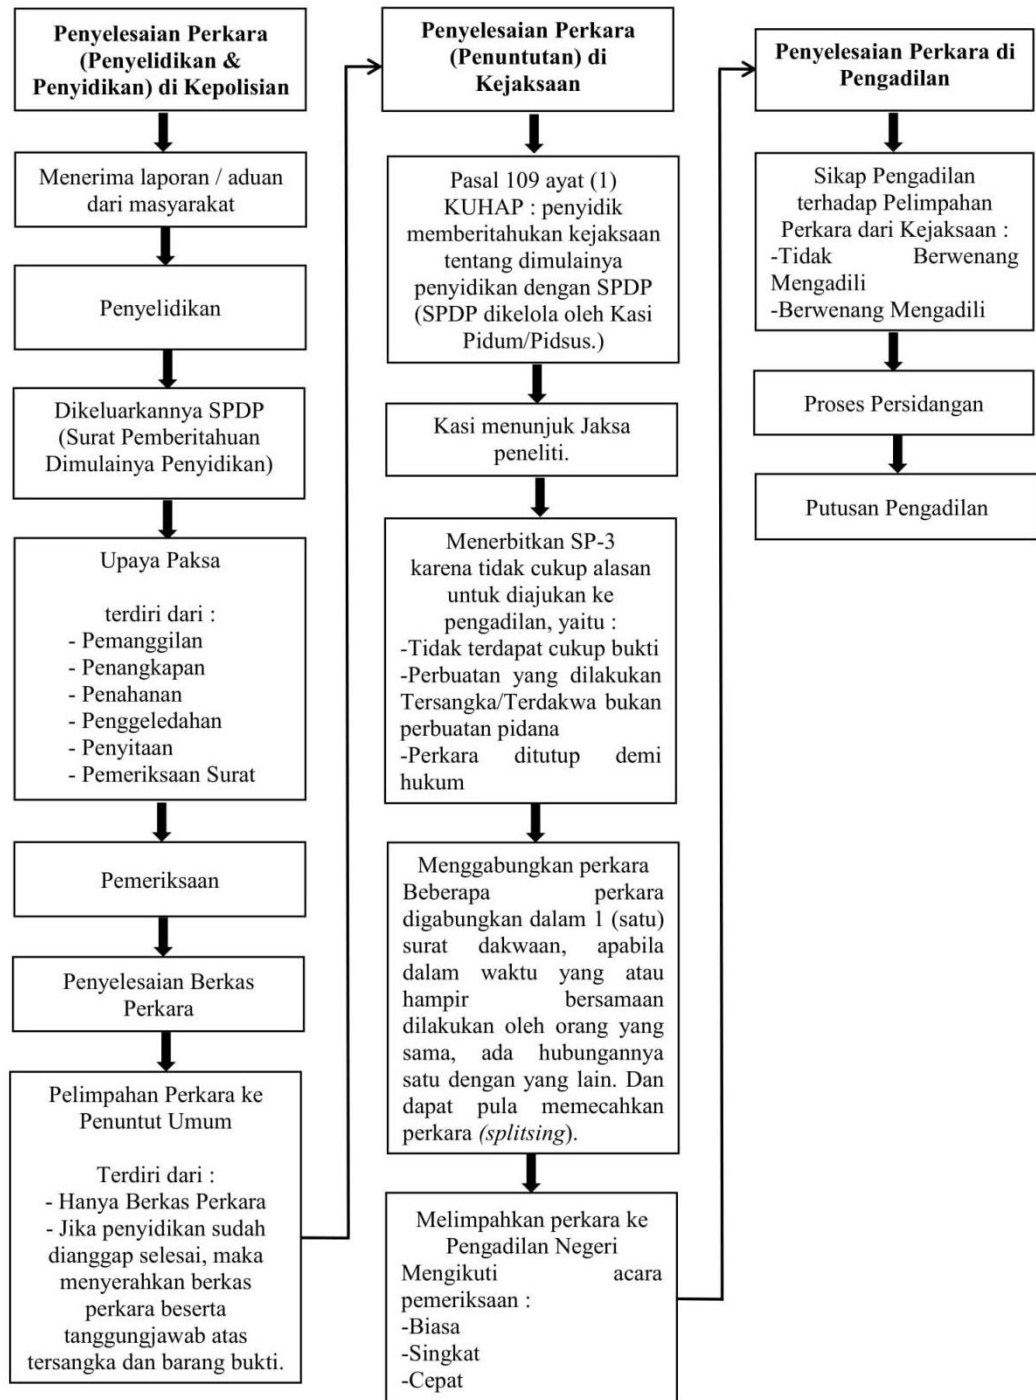 Penyelesaian Perkara
(Penyelidikan &
Penyidikan) di Kepolisian
Menerima laporan / aduan
dari masyarakat
Penyelidikan
Dikeluarkannya SPDP
(Surat Pemberitahuan
Dimulainya Penyidikan)
Upaya Paksa
terdiri dari :
- Pemanggilan
- Penangkapan
- Penahanan
- Penggeledahan
- Penyitaan
- Pemeriksaan Surat
Pemeriksaan
Penyelesaian Berkas
Perkara
Pelimpahan Perkara ke
Penuntut Umum
Terdiri dari :
- Hanya Berkas Perkara
- Jika penyidikan sudah
dianggap selesai, maka
menyerahkan berkas
perkara beserta
tanggungjawab atas
tersangka dan barang bukti.
Penyelesaian Perkara
(Penuntutan) di
Kejaksaan
Pasal 109 ayat (1)
KUHAP : penyidik
memberitahukan kejaksaan
tentang dimulainya
penyidikan dengan SPDP
(SPDP dikelola oleh Kasi
Pidum/Pidsus.)
Kasi menunjuk Jaksa
peneliti.
Menerbitkan SP-3
karena tidak cukup alasan
untuk diajukan ke
pengadilan, yaitu :
-Tidak terdapat cukup bukti
-Perbuatan yang dilakukan
Tersangka/Terdakwa bukan
perbuatan pidana
-Perkara ditutup demi
hukum
Menggabungkan perkara
Beberapa perkara
digabungkan dalam 1 (satu)
surat dakwaan, apabila
dalam waktu yang atau
hampir bersamaan
dilakukan oleh orang yang
sama, ada hubungannya
satu dengan yang lain. Dan
dapat pula memecahkan
perkara (splitsing).
Melimpahkan perkara ke
Pengadilan Negeri
Mengikuti acara
pemeriksaan :
-Biasa
-Singkat
-Cepat
Penyelesaian Perkara di
Pengadilan
Sikap Pengadilan
terhadap Pelimpahan
Perkara dari Kejaksaan :
-Tidak Berwenang
Mengadili
-Berwenang Mengadili
Proses Persidangan
Putusan Pengadilan